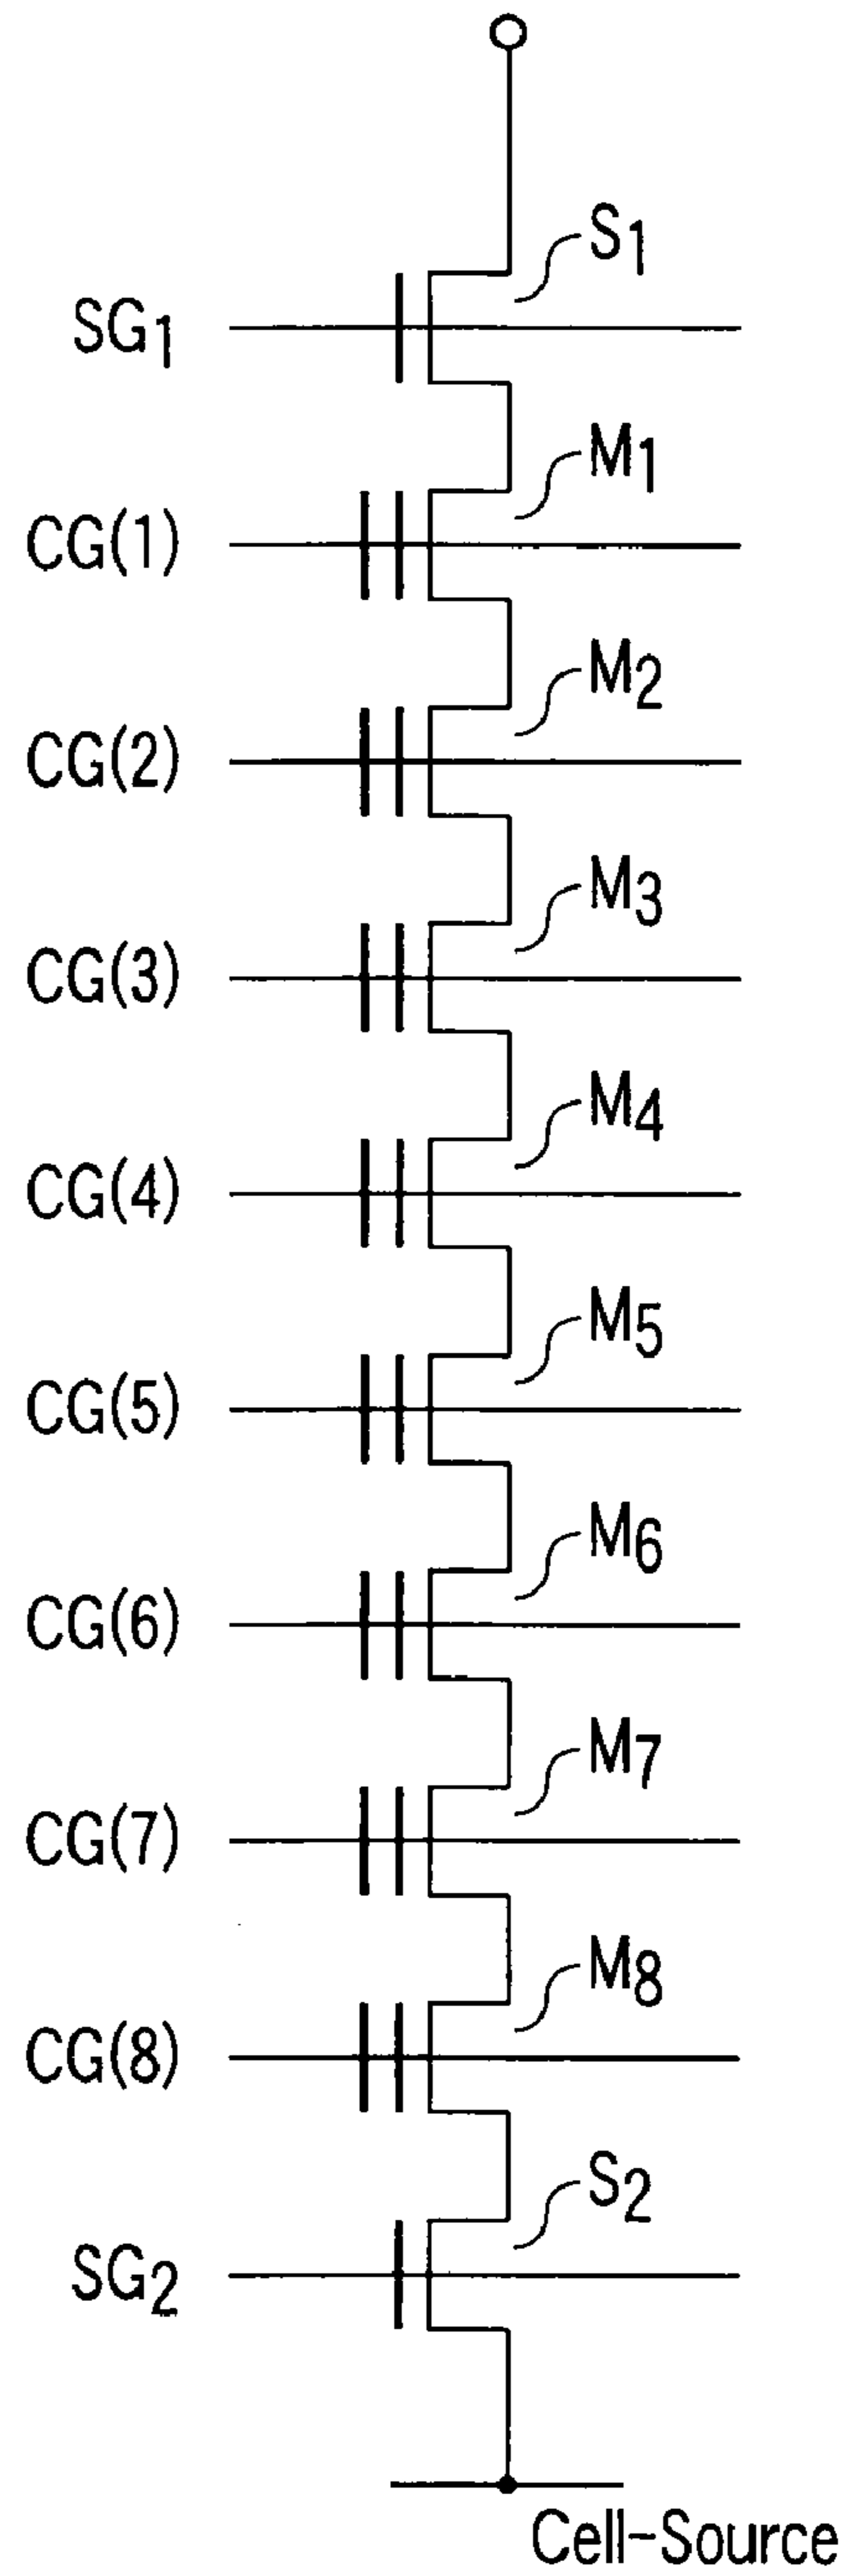 S1
SG1
M1
CG(1)
M2
CG(2)
M3
CG(3)
M4
CG(4)
M5
CG(5)
M6
CG(6)
M7
CG(7)
M8
CG(8)
S2
SG2
Cell-Source